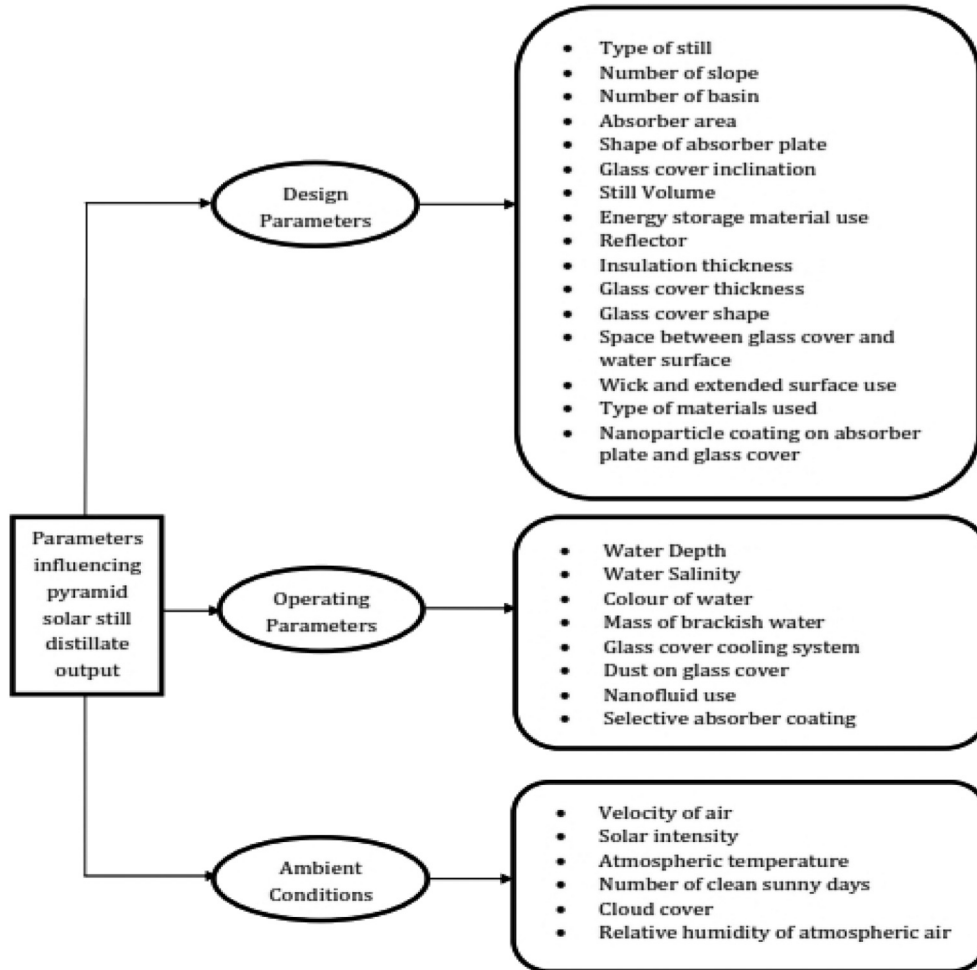 Parameters
influencing
pyramid
solar still
distillate
output
Design
Parameters
• Type of still
• Number of slope
• Number of basin
• Absorber area
• Shape of absorber plate
• Glass cover inclination
• Still Volume
• Energy storage material use
• Reflector
• Insulation thickness
• Glass cover thickness
• Glass cover shape
• Space between glass cover and
water surface
• Wick and extended surface use
• Type of materials used
• Nanoparticle coating on absorber
plate and glass cover
Operating
Parameters
• Water Depth
• Water Salinity
• Colour of water
• Mass of brackish water
• Glass cover cooling system
• Dust on glass cover
• Nanofluid use
• Selective absorber coating
Ambient
Conditions
• Velocity of air
• Solar intensity
• Atmospheric temperature
• Number of clean sunny days
• Cloud cover
• Relative humidity of atmospheric air